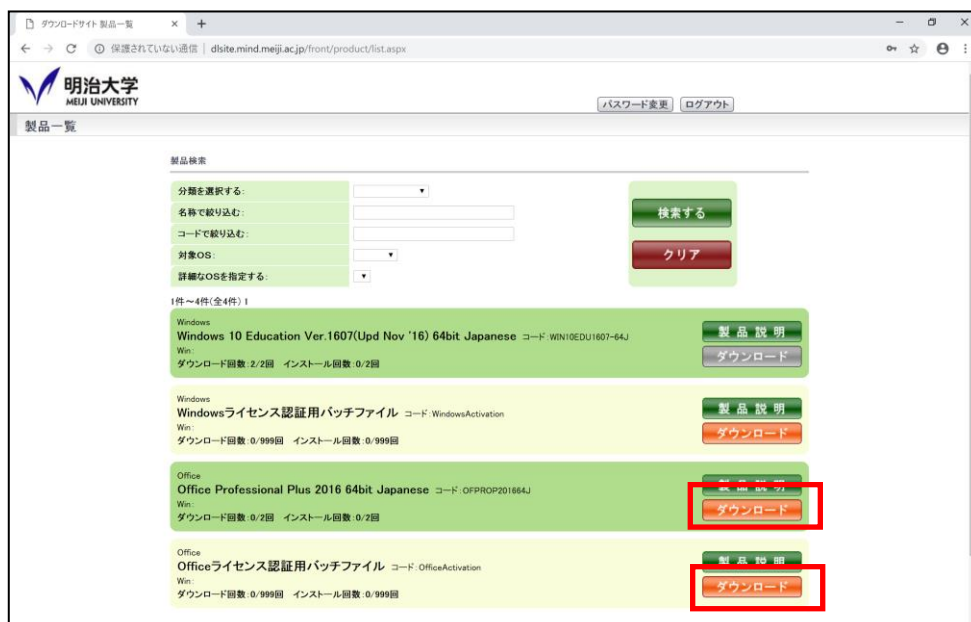 ダウンロードサイト 製品一覧
保護されていない通信 | dlsite.mind.meiji.ac.jp/front/product/list.aspx
明治大学
MEIJI UNIVERSITY
パスワード変更 ログアウト
製品一覧
製品検索
分類を選択する:
名称で絞り込む:
コードで絞り込む:
対象OS:
詳細なOSを指定する:
検索する
クリア
1件～4件(全4件) 1
Windows
Windows 10 Education Ver.1607(Upd Nov '16) 64bit Japanese コード:WIN10EDU1607-64J
Win:
ダウンロード回数:2/2回 インストール回数:0/2回
製品説明
ダウンロード
Windows
Windowsライセンス認証用バッチファイル コード:WindowsActivation
Win:
ダウンロード回数:0/999回 インストール回数:0/999回
製品説明
ダウンロード
Office
Office Professional Plus 2016 64bit Japanese コード:OFPROP201664J
Win:
ダウンロード回数:0/2回 インストール回数:0/2回
製品説明
ダウンロード
Office
Officeライセンス認証用バッチファイル コード:OfficeActivation
Win:
ダウンロード回数:0/999回 インストール回数:0/999回
製品説明
ダウンロード